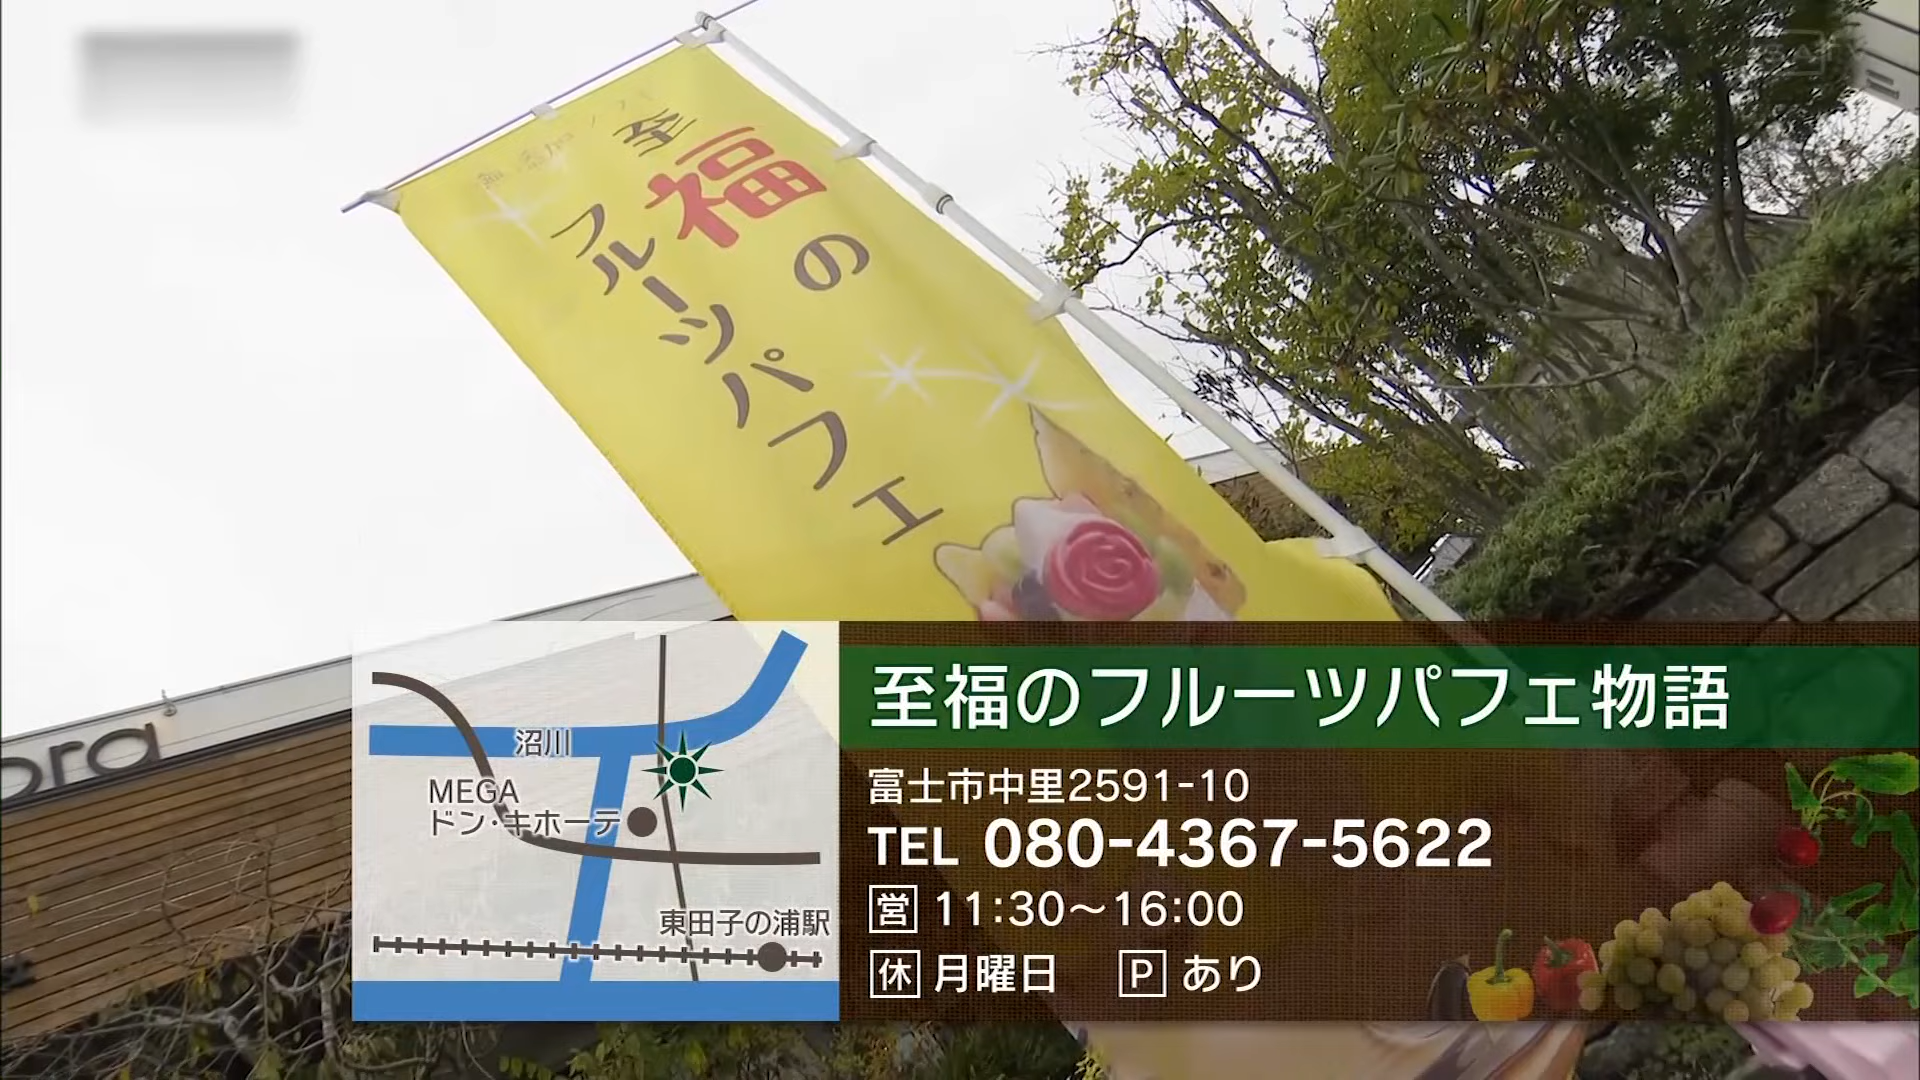 至福の
フルーツパフェ
ora
沼川
MEGA
ドン・キホーテ
東田子の浦駅
至福のフルーツパフェ物語
富士市中里2591-10
TEL 080-4367-5622
営 11:30〜16:00
休 月曜日 P あり